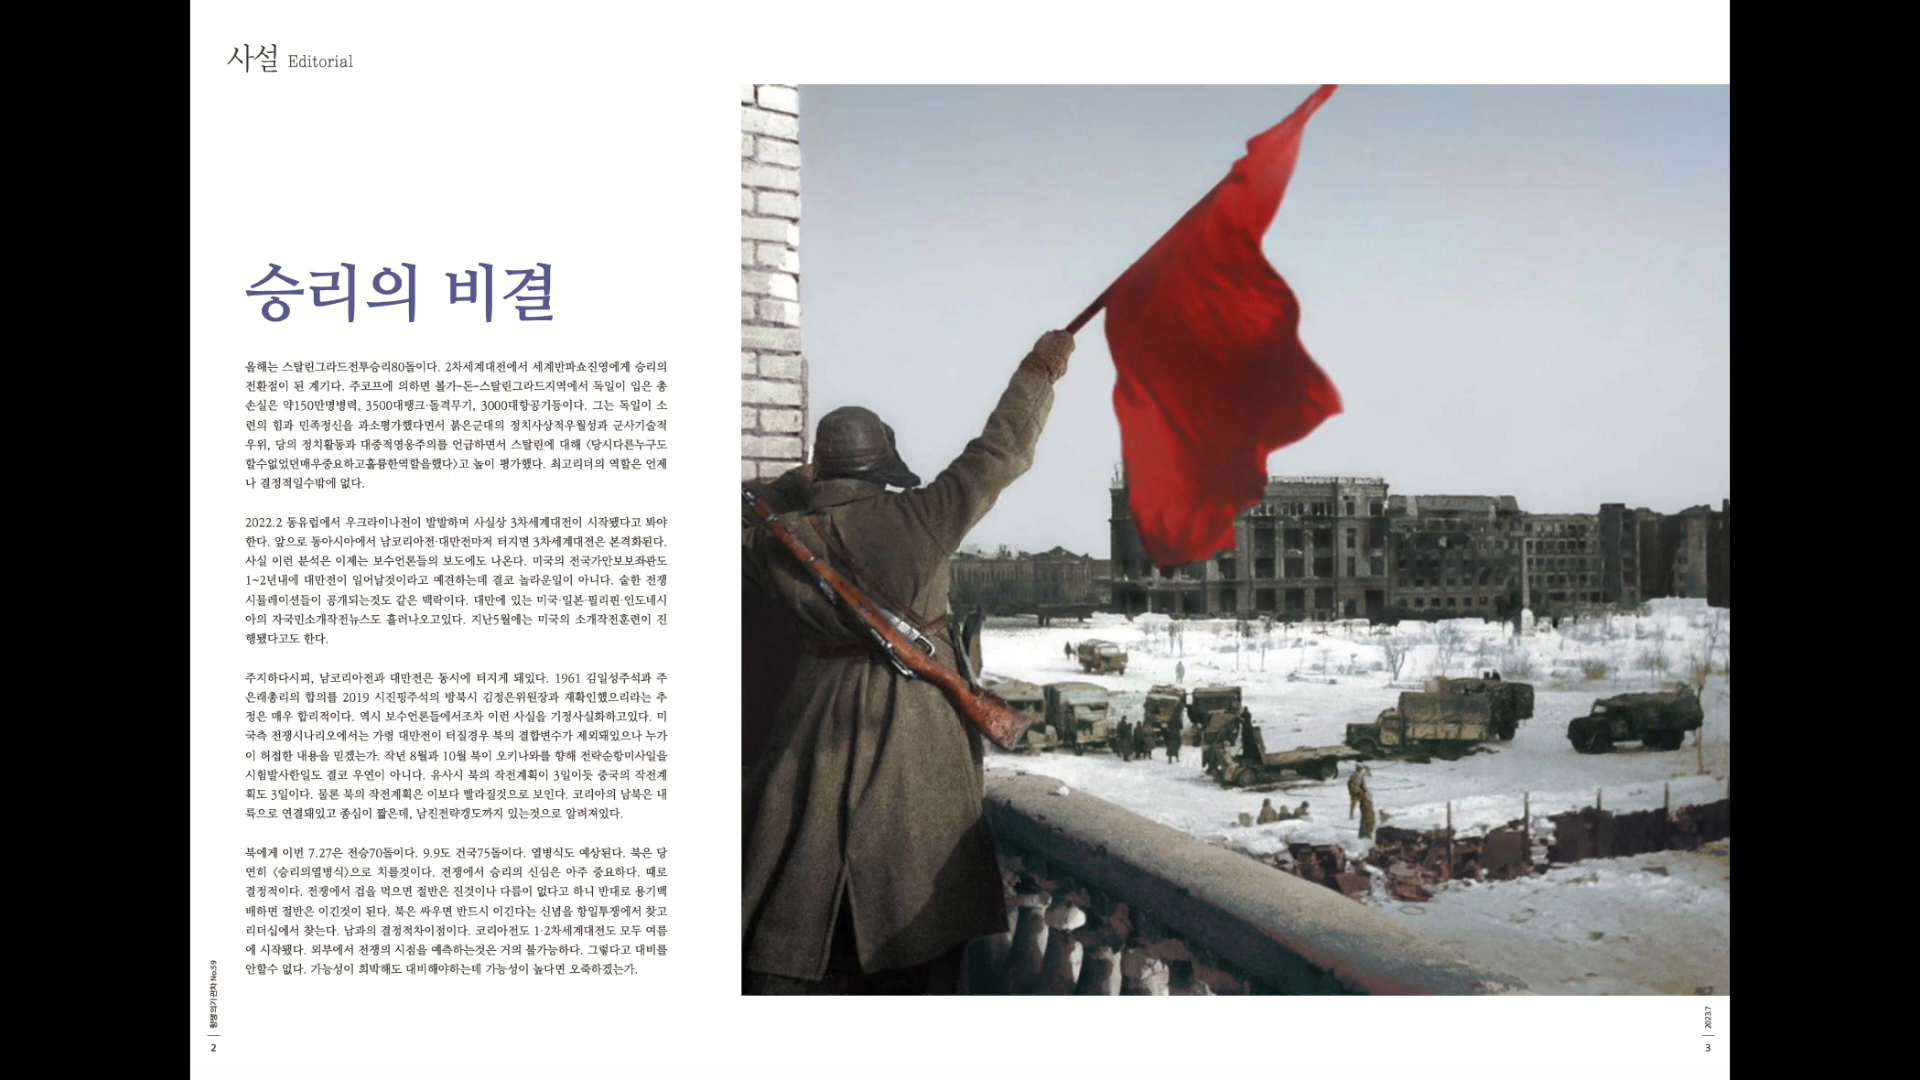 사설 Editorial
승리의 비결
올해는 스탈린그라드전투승리80돌이다. 2차세계대전에서 세계반파쇼진영에게 승리의
전환점이 된 계기다. 주코프에 의하면 볼가-돈-스탈린그라드지역에서 독일이 입은 총
손실은 약150만명병력, 3500대땡크·돌격무기, 3000대항공기등이다. 그는 독일이 소
련의 힘과 민족정신을 과소평가했다면서 붉은군대의 정치사상적우월성과 군사기술적
우위, 당의 정치활동과 대중적영웅주의를 언급하면서 스탈린에 대해 〈당시다른누구도
할수없었던매우중요하고훌륭한역할을했다〉고 높이 평가했다. 최고리더의 역할은 언제
나 결정적일수밖에 없다.
2022.2 동유럽에서 우크라이나전이 발발하며 사실상 3차세계대전이 시작됐다고 봐야
한다. 앞으로 동아시아에서 남코리아전·대만전마저 터지면 3차세계대전은 본격화된다.
사실 이런 분석은 이제는 보수언론들의 보도에도 나온다. 미국의 전국가안보보좌관도
1~2년내에 대만전이 일어날것이라고 예견하는데 결코 놀라운일이 아니다. 숱한 전쟁
시뮬레이션들이 공개되는것도 같은 맥락이다. 대만에 있는 미국·일본·필리핀·인도네시
아의 자국민소개작전뉴스도 흘러나오고있다. 지난5월에는 미국의 소개작전훈련이 진
행됐다고도 한다.
주지하다시피, 남코리아전과 대만전은 동시에 터지게 돼있다. 1961 김일성주석과 주
은래총리의 합의를 2019 시진핑주석의 방북시 김정은위원장과 재확인했으리라는 추
정은 매우 합리적이다. 역시 보수언론들에서조차 이런 사실을 기정사실화하고있다. 미
국측 전쟁시나리오에서는 가령 대만전이 터질경우 북의 결합변수가 제외돼있으나 누가
이 허접한 내용을 믿겠는가. 작년 8월과 10월 북이 오키나와를 향해 전략순항미사일을
시험발사한일도 결코 우연이 아니다. 유사시 북의 작전계획이 3일이듯 중국의 작전계
획도 3일이다. 물론 북의 작전계획은 이보다 빨라질것으로 보인다. 코리아의 남북은 내
륙으로 연결돼있고 종심이 짧은데, 남진전략갱도까지 있는것으로 알려져있다.
북에게 이번 7.27은 전승70돌이다. 9.9도 건국75돌이다. 열병식도 예상된다. 북은 당
연히 〈승리의열병식〉으로 치를것이다. 전쟁에서 승리의 신심은 아주 중요하다. 때로
결정적이다. 전쟁에서 겁을 먹으면 절반은 진것이나 다름이 없다고 하니 반대로 용기백
배하면 절반은 이긴것이 된다. 북은 싸우면 반드시 이긴다는 신념을 항일투쟁에서 찾고
리더십에서 찾는다. 남과의 결정적차이점이다. 코리아전도 1·2차세계대전도 모두 여름
에 시작됐다. 외부에서 전쟁의 시점을 예측하는것은 거의 불가능하다. 그렇다고 대비를
안할수 없다. 가능성이 희박해도 대비해야하는데 가능성이 높다면 오죽하겠는가.
항쟁의기관차 No.59
2
2023.7
3